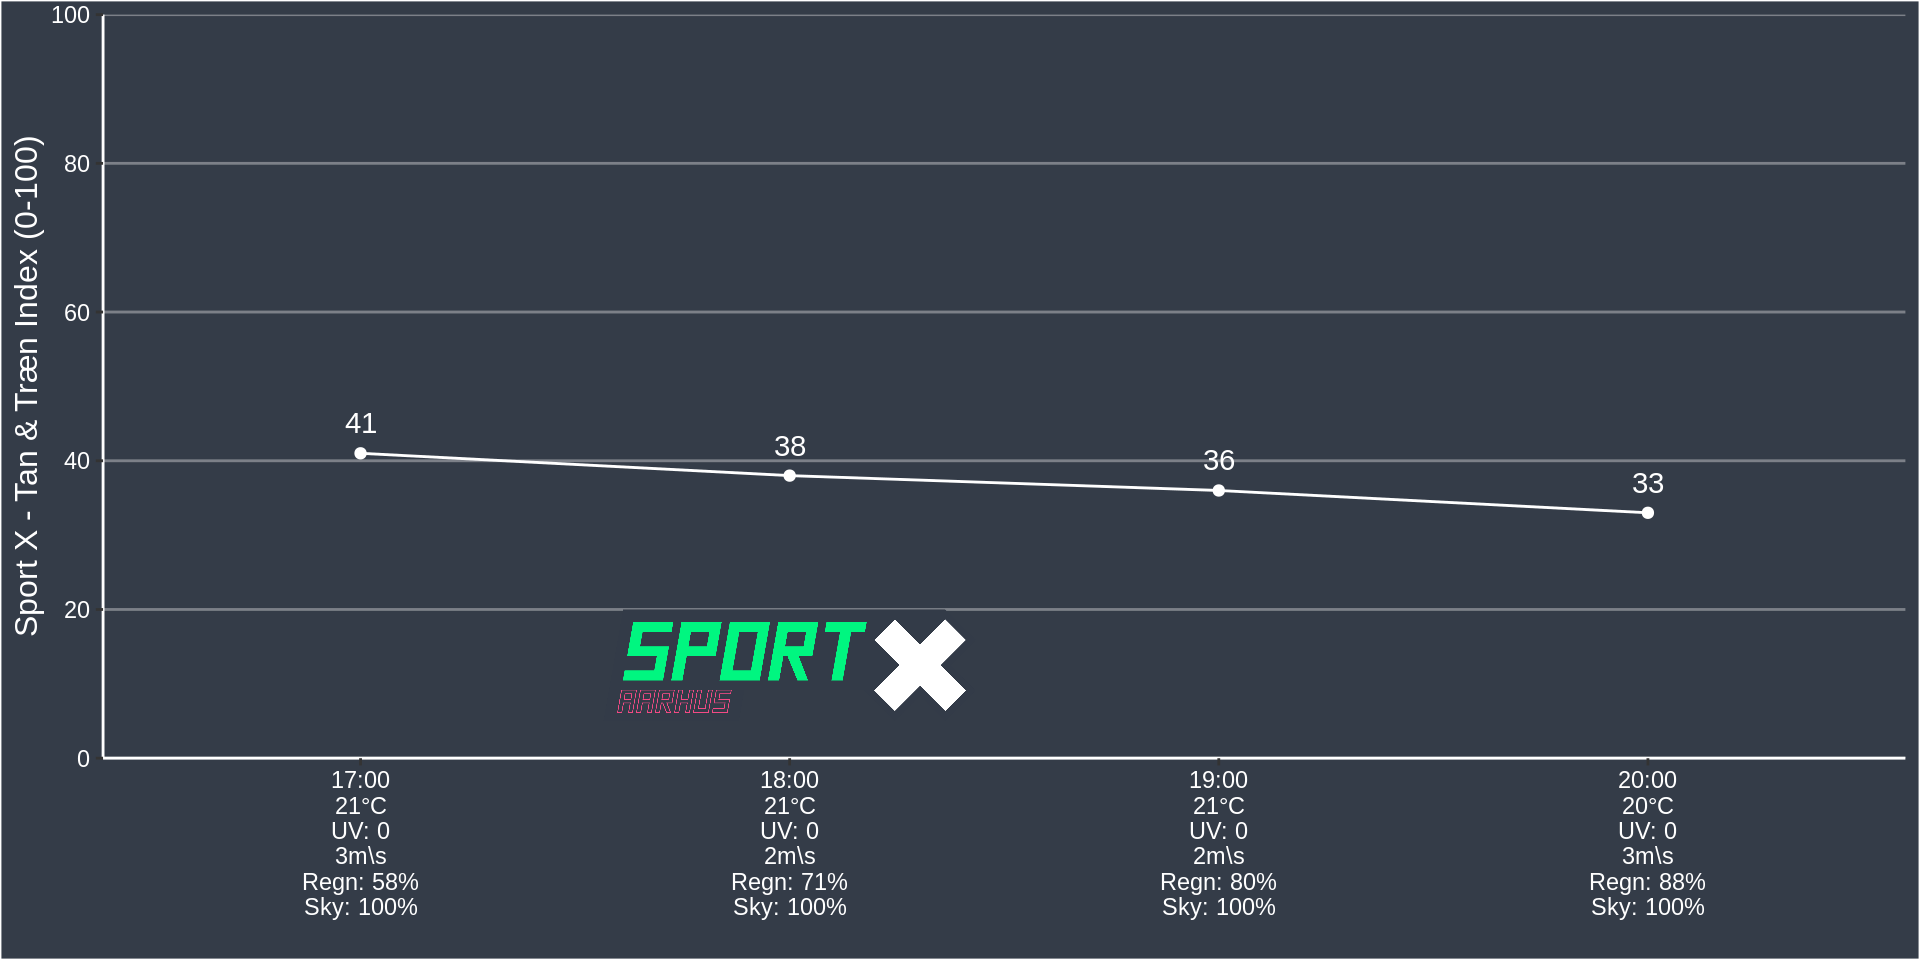 Sport X - Tan & Træn Index (0-100)
100
80
60
40
20
0
41
38
36
33
SPORT X
AARHUS
17:00
21°C
UV: 0
3m\s
Regn: 58%
Sky: 100%
18:00
21°C
UV: 0
2m\s
Regn: 71%
Sky: 100%
19:00
21°C
UV: 0
2m\s
Regn: 80%
Sky: 100%
20:00
20°C
UV: 0
3m\s
Regn: 88%
Sky: 100%